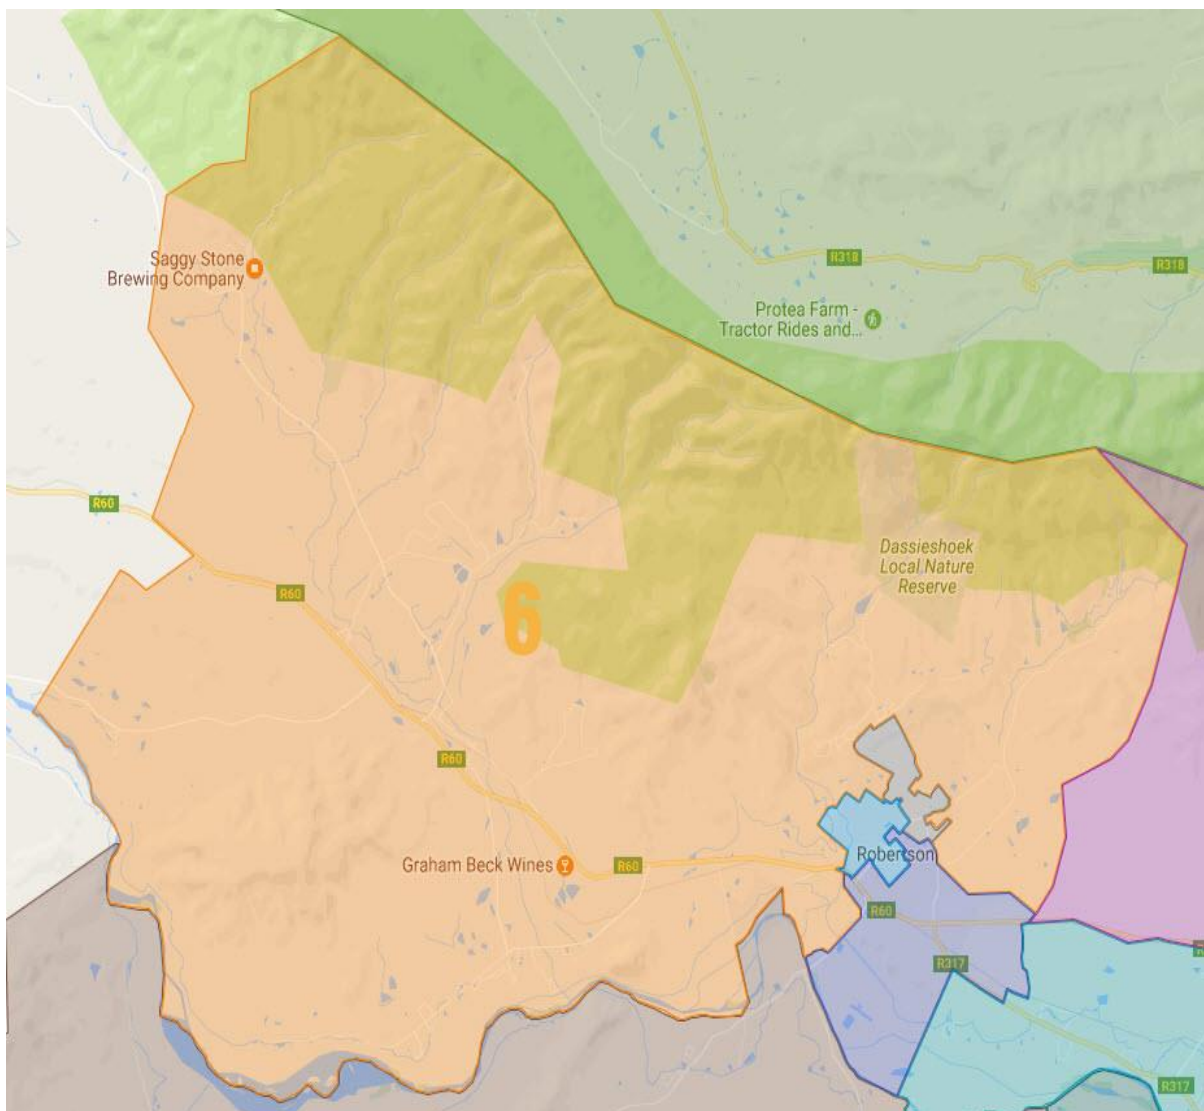 Saggy Stone
Brewing Company
R318
R318
Protea Farm -
Tractor Rides and...
R60
Dassieshoek
Local Nature
Reserve
R60
6
R60
Graham Beck Wines
R60
Robertson
R60
R317
R317